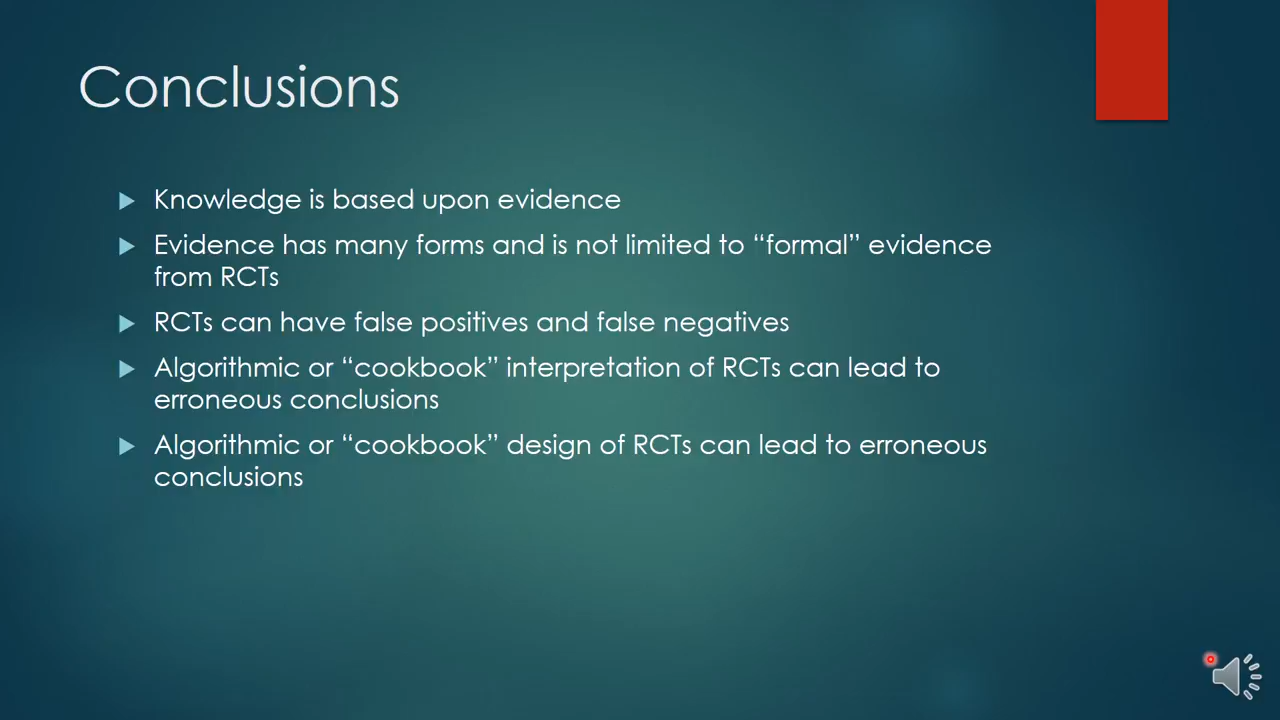 Conclusions
Knowledge is based upon evidence
Evidence has many forms and is not limited to “formal” evidence
from RCTs
RCTs can have false positives and false negatives
Algorithmic or “cookbook” interpretation of RCTs can lead to
erroneous conclusions
Algorithmic or “cookbook” design of RCTs can lead to erroneous
conclusions